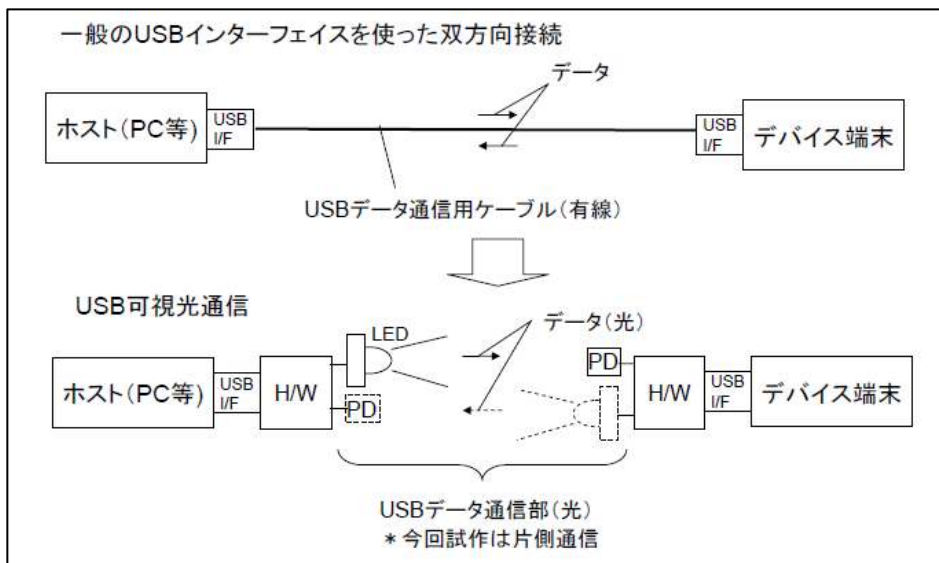 一般のUSBインターフェイスを使った双方向接続
データ
ホスト(PC等)
USB
I/F
USB
I/F
デバイス端末
USBデータ通信用ケーブル(有線)
USB可視光通信
LED
データ(光)
ホスト(PC等)
USB
I/F
H/W
PD
PD
H/W
USB
I/F
デバイス端末
USBデータ通信部(光)
*今回試作は片側通信